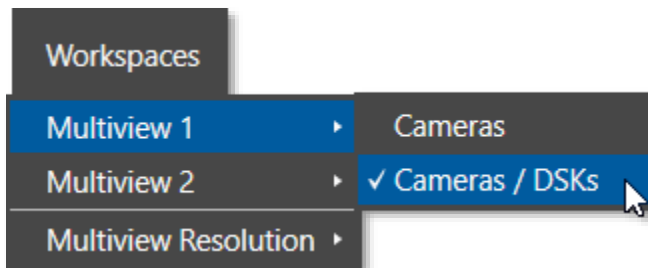 Workspaces
Multiview 1
Cameras
Multiview 2
✓ Cameras / DSKs
Multiview Resolution